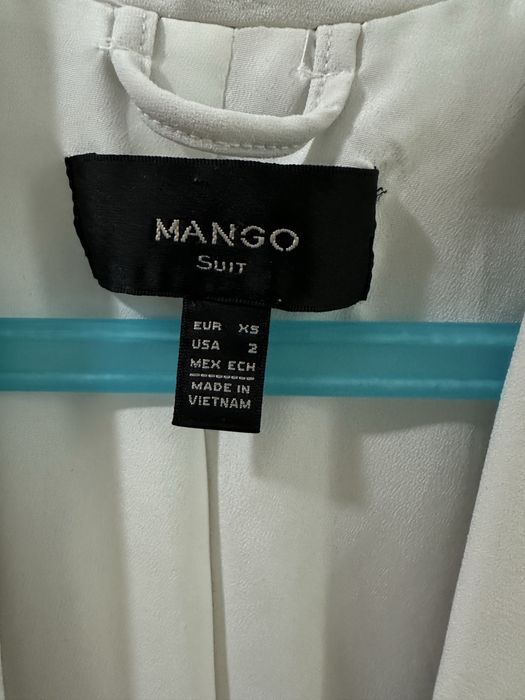 MANGO
SUIT
EUR XS
USA 2
MEX ECH
MADE IN
VIETNAM